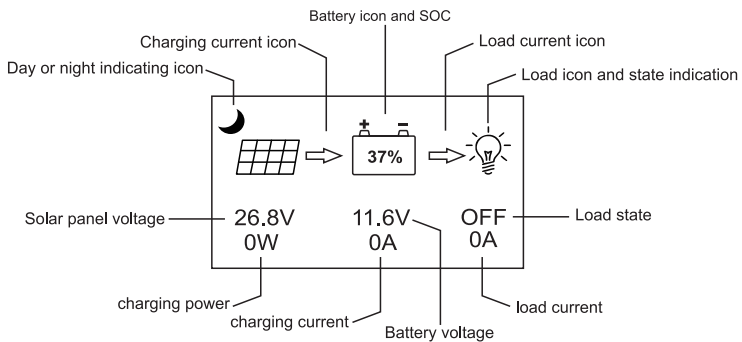 Battery icon and SOC
Charging current icon
Load current icon
Day or night indicating icon
Load icon and state indication
+ −
37%
Solar panel voltage
26.8V
11.6V
OFF
Load state
0W
0A
0A
charging power
load current
charging current
Battery voltage